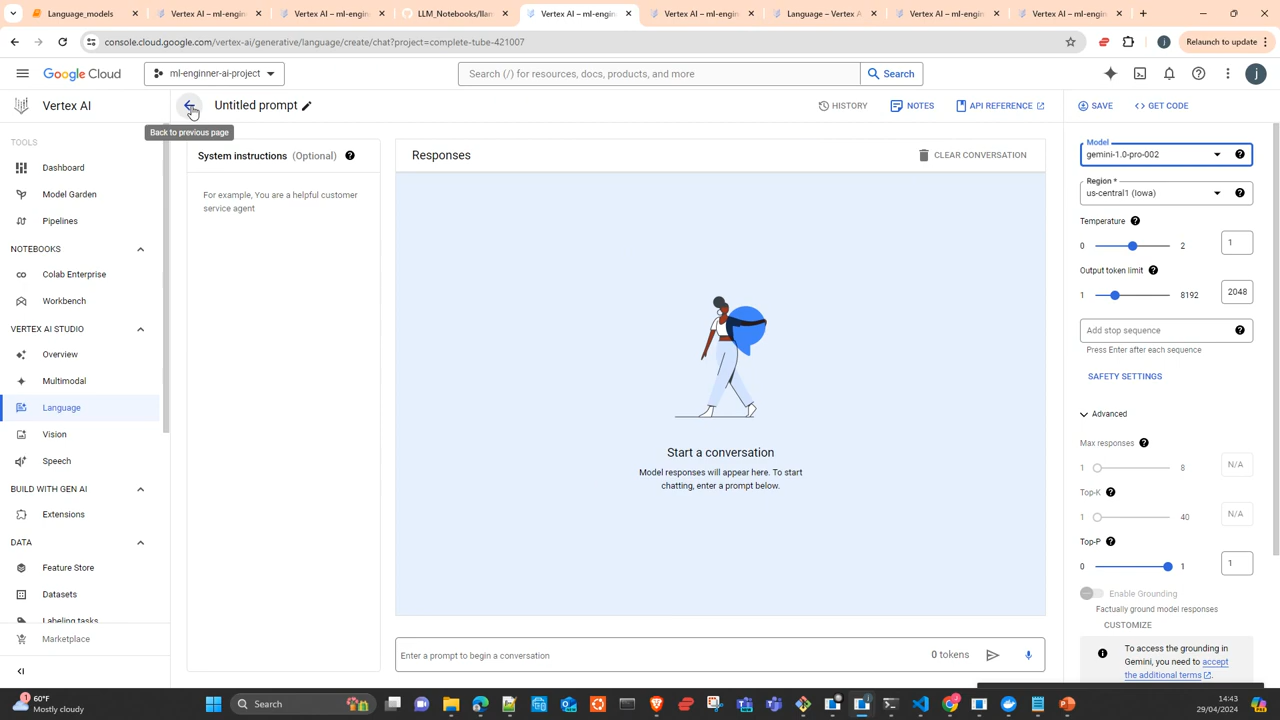 Language_models
Vertex AI – ml-engin
Vertex AI – ml-engin
LLM_Notebooks/llar
Vertex AI – ml-engin
Vertex AI – ml-engin
Language – Vertex A
Vertex AI – ml-engin
Vertex AI – ml-engin
console.cloud.google.com/vertex-ai/generative/language/create/chat?project=complete-tube-421007
Relaunch to update
Google Cloud
ml-enginner-ai-project
Search (/) for resources, docs, products, and more
Search
j
Vertex AI
Untitled prompt
HISTORY
NOTES
API REFERENCE
SAVE
<> GET CODE
Back to previous page
TOOLS
Dashboard
Model Garden
Pipelines
NOTEBOOKS
Colab Enterprise
Workbench
VERTEX AI STUDIO
Overview
Multimodal
Language
Vision
Speech
BUILD WITH GEN AI
Extensions
DATA
Feature Store
Datasets
Labeling tasks
Marketplace
System instructions (Optional)
For example, You are a helpful customer
service agent
Responses
CLEAR CONVERSATION
Start a conversation
Model responses will appear here. To start
chatting, enter a prompt below.
Enter a prompt to begin a conversation
0 tokens
Model
gemini-1.0-pro-002
Region *
us-central1 (Iowa)
Temperature
0 2 1
Output token limit
1 8192 2048
Add stop sequence
Press Enter after each sequence
SAFETY SETTINGS
Advanced
Max responses
1 8 N/A
Top-K
1 40 N/A
Top-P
0 1 1
Enable Grounding
Factually ground model responses
CUSTOMIZE
To access the grounding in
Gemini, you need to accept
the additional terms
60°F
Mostly cloudy
Search
14:43
29/04/2024